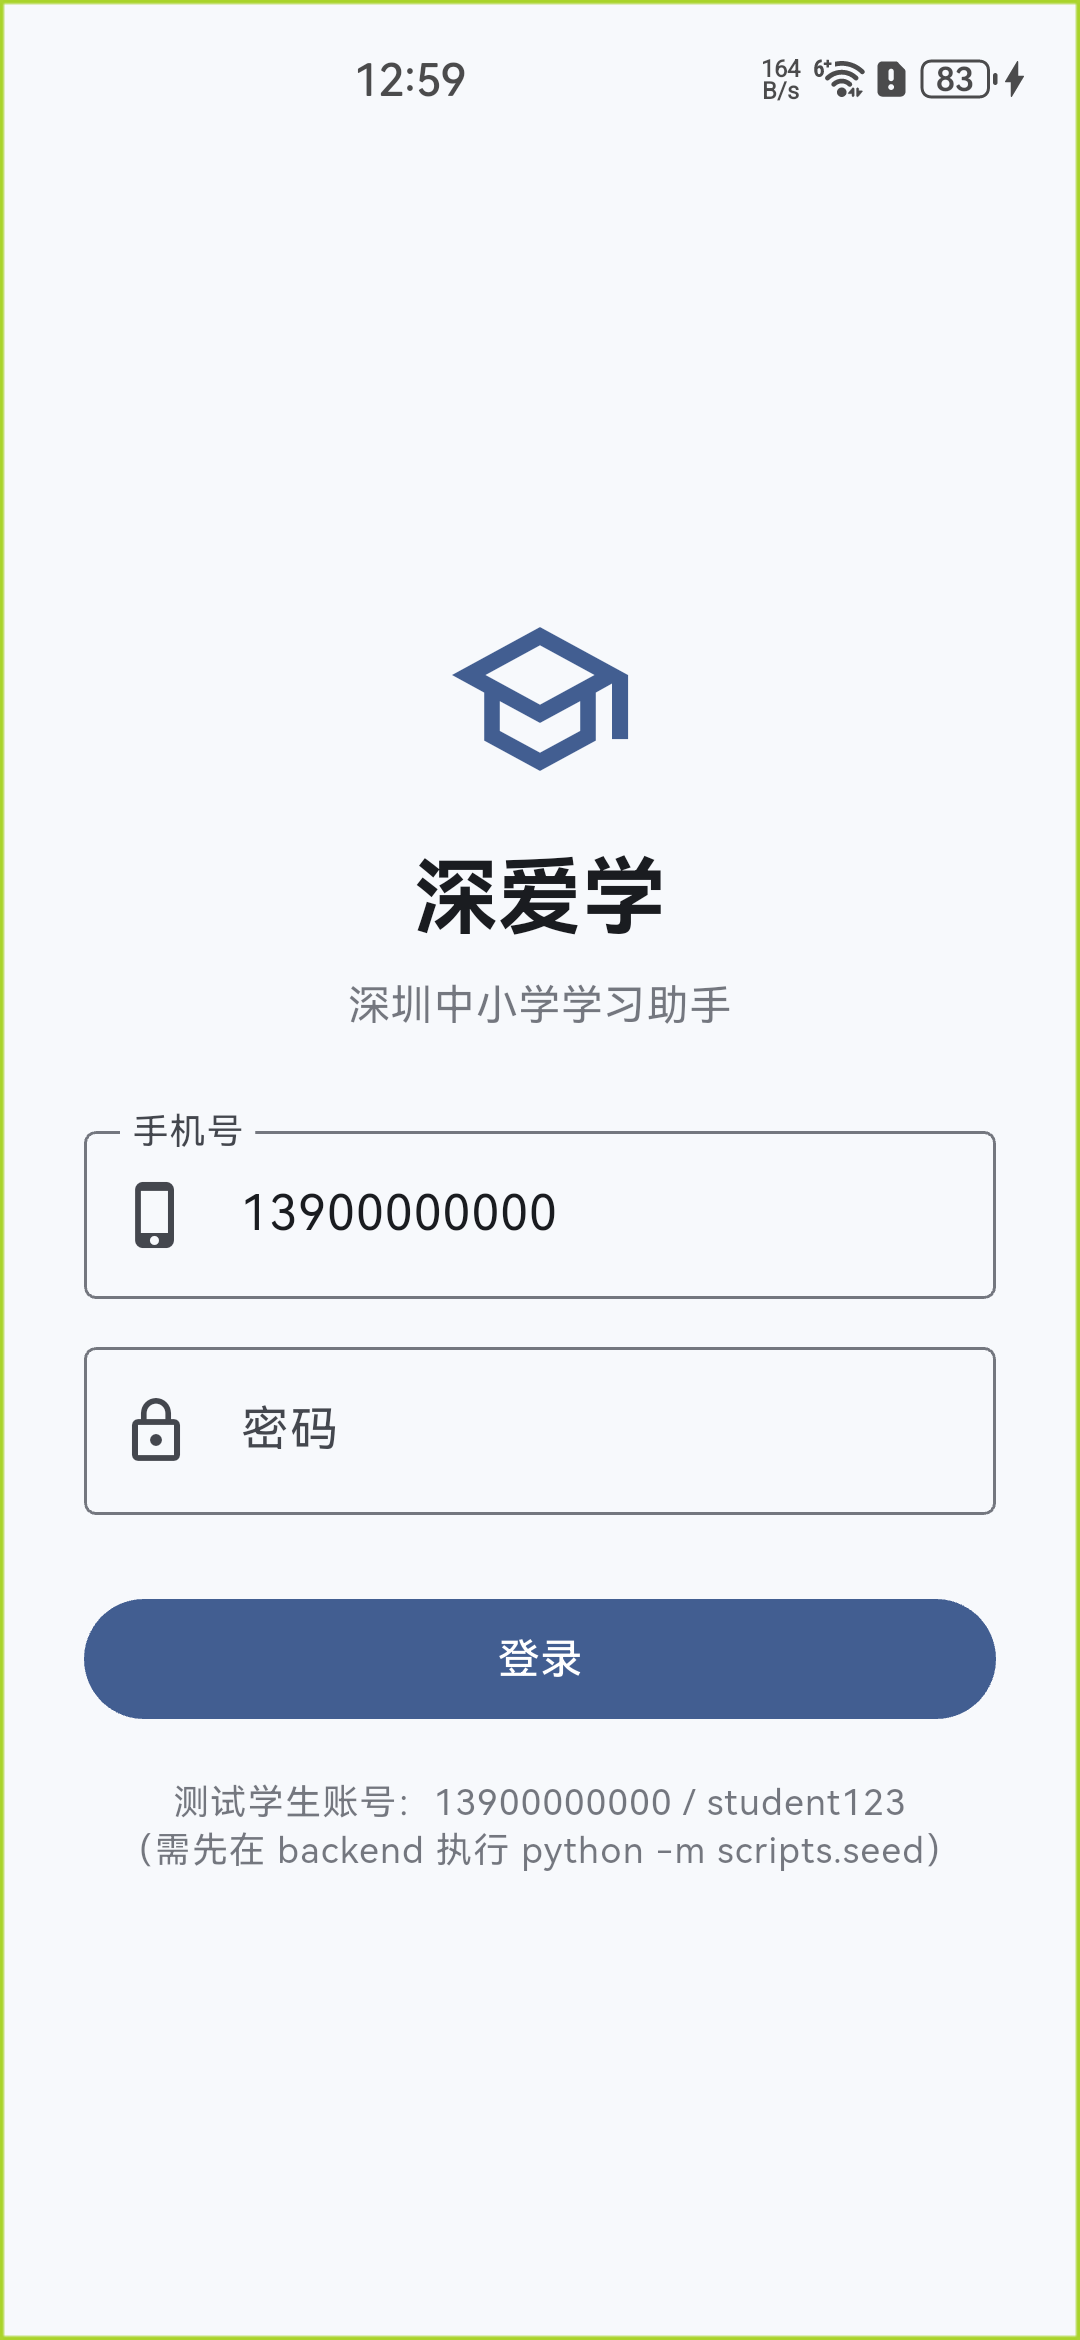 12:59
164
B/s
6+
83
深爱学
深圳中小学学习助手
手机号
13900000000
密码
登录
测试学生账号：13900000000 / student123
（需先在 backend 执行 python -m scripts.seed）